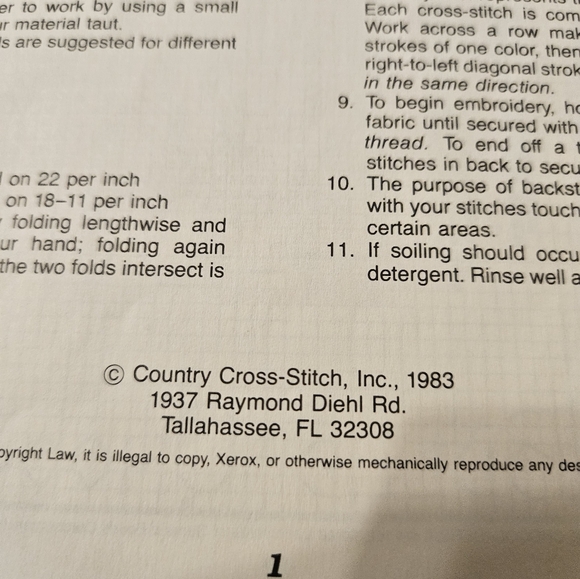 er to work by using a small
ur material taut.
ls are suggested for different
on 22 per inch
on 18–11 per inch
folding lengthwise and
ur hand; folding again
the two folds intersect is
Each cross-stitch is com
Work across a row mak
strokes of one color, then
right-to-left diagonal strok
in the same direction.
9. To begin embroidery, ho
fabric until secured with
thread. To end off a t
stitches in back to secu
10. The purpose of backst
with your stitches touch
certain areas.
11. If soiling should occu
detergent. Rinse well a
© Country Cross-Stitch, Inc., 1983
1937 Raymond Diehl Rd.
Tallahassee, FL 32308
opyright Law, it is illegal to copy, Xerox, or otherwise mechanically reproduce any des
1